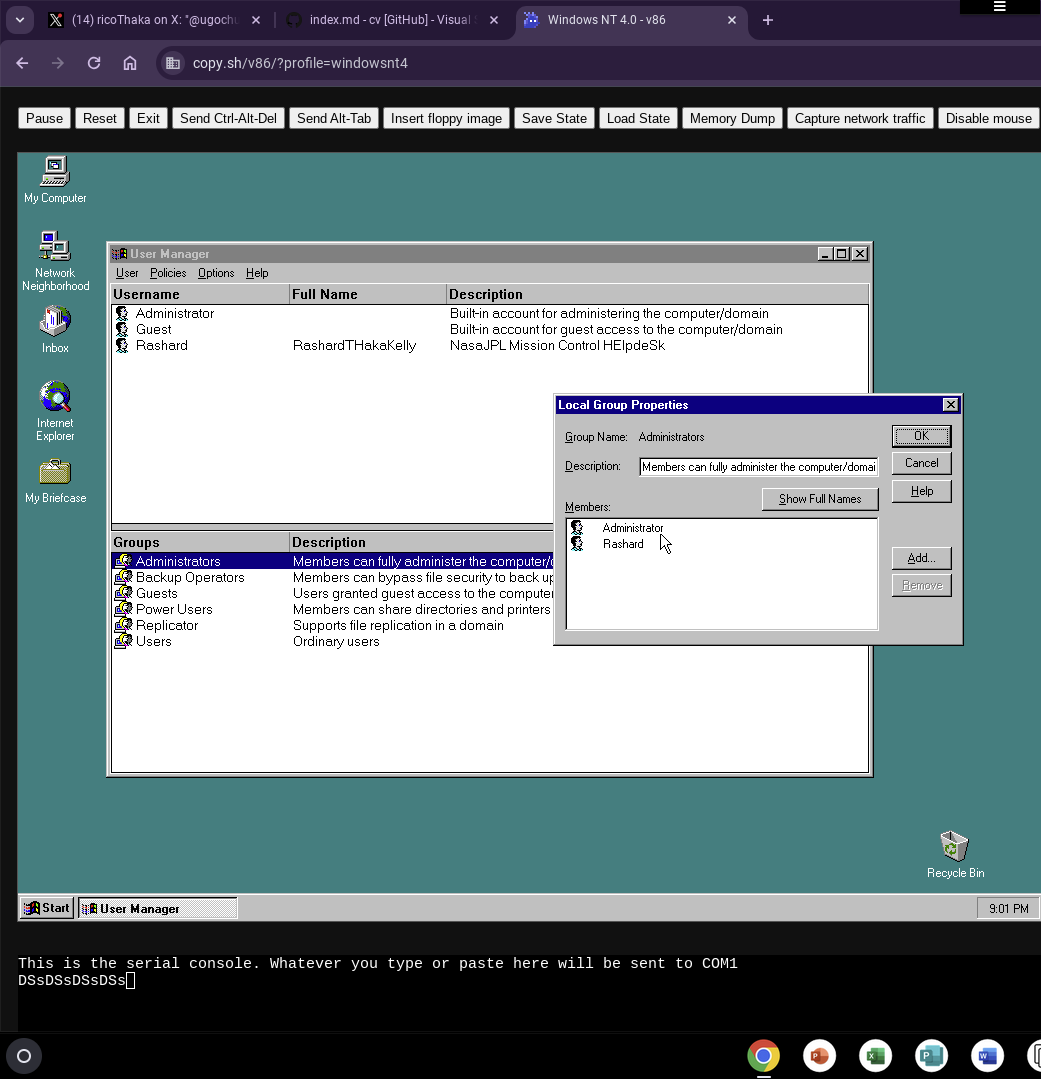 (14) ricoThaka on X: "@ugochu
index.md - cv [GitHub] - Visual S
Windows NT 4.0 - v86
copy.sh/v86/?profile=windowsnt4
Pause Reset Exit Send Ctrl-Alt-Del Send Alt-Tab Insert floppy image Save State Load State Memory Dump Capture network traffic Disable mouse
My Computer
Network
Neighborhood
Inbox
Internet
Explorer
My Briefcase
User Manager
User Policies Options Help
Username Full Name Description
Administrator Built-in account for administering the computer/domain
Guest Built-in account for guest access to the computer/domain
Rashard RashardTHakaKelly NasaJPL Mission Control HElpdeSk
Groups Description
Administrators Members can fully administer the computer/d
Backup Operators Members can bypass file security to back up
Guests Users granted guest access to the computer
Power Users Members can share directories and printers
Replicator Supports file replication in a domain
Users Ordinary users
Local Group Properties
Group Name: Administrators
OK
Description: Members can fully administer the computer/domai
Cancel
Help
Show Full Names
Members:
Administrator
Rashard
Add...
Remove
Recycle Bin
Start User Manager 9:01 PM
This is the serial console. Whatever you type or paste here will be sent to COM1
DSsDSsDSsDSs